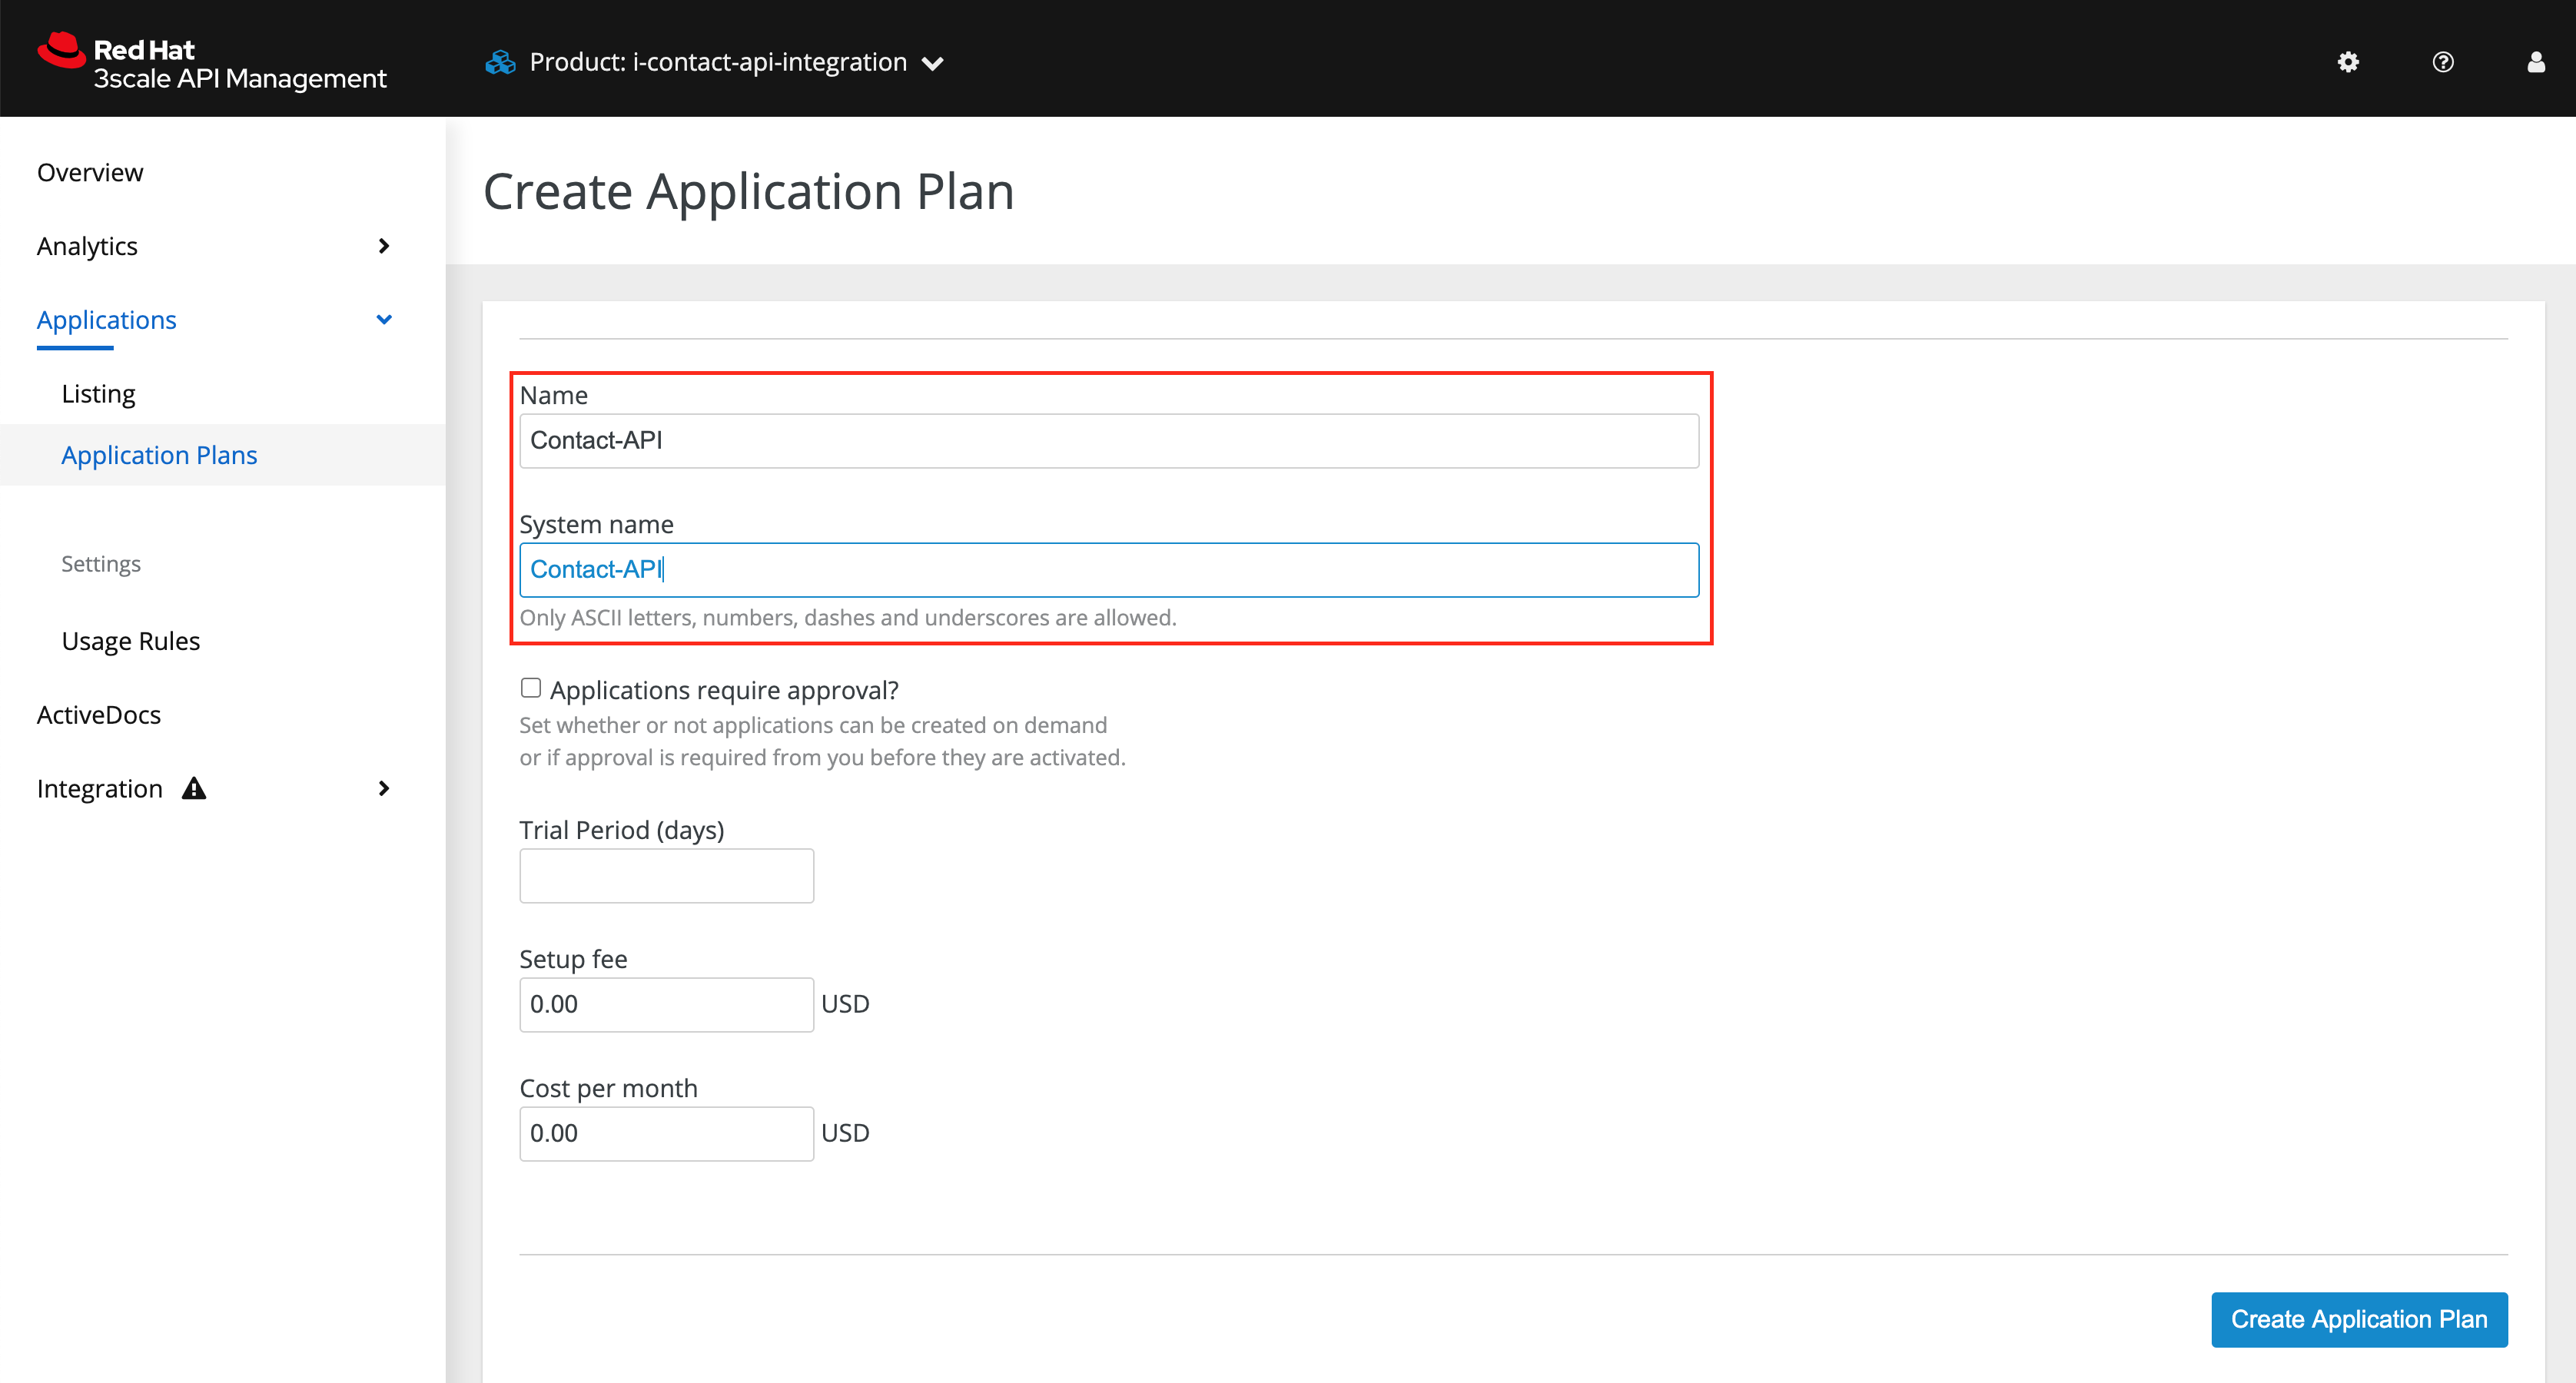 Red Hat
3scale API Management
Product: i-contact-api-integration
Overview
Analytics
Applications
Listing
Application Plans
Settings
Usage Rules
ActiveDocs
Integration
Create Application Plan
Name
Contact-API
System name
Contact-API
Only ASCII letters, numbers, dashes and underscores are allowed.
Applications require approval?
Set whether or not applications can be created on demand
or if approval is required from you before they are activated.
Trial Period (days)
Setup fee
0.00 USD
Cost per month
0.00 USD
Create Application Plan